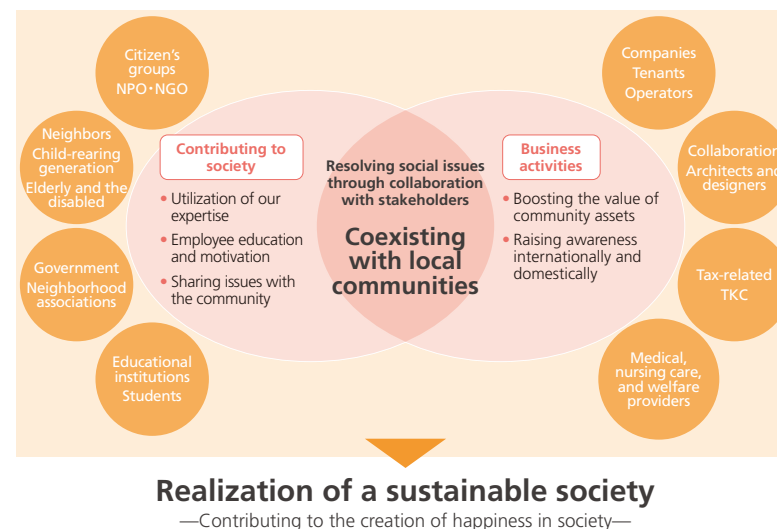 Citizen's
groups
NPO･NGO
Neighbors
Child-rearing
generation
Elderly and the
disabled
Government
Neighborhood
associations
Educational
institutions
Students
Contributing to
society
• Utilization of our
expertise
• Employee education
and motivation
• Sharing issues with
the community
Resolving social issues
through collaboration
with stakeholders
Coexisting
with local
communities
Business
activities
• Boosting the value of
community assets
• Raising awareness
internationally and
domestically
Companies
Tenants
Operators
Collaboration
Architects and
designers
Tax-related
TKC
Medical,
nursing care,
and welfare
providers
Realization of a sustainable society
—Contributing to the creation of happiness in society—